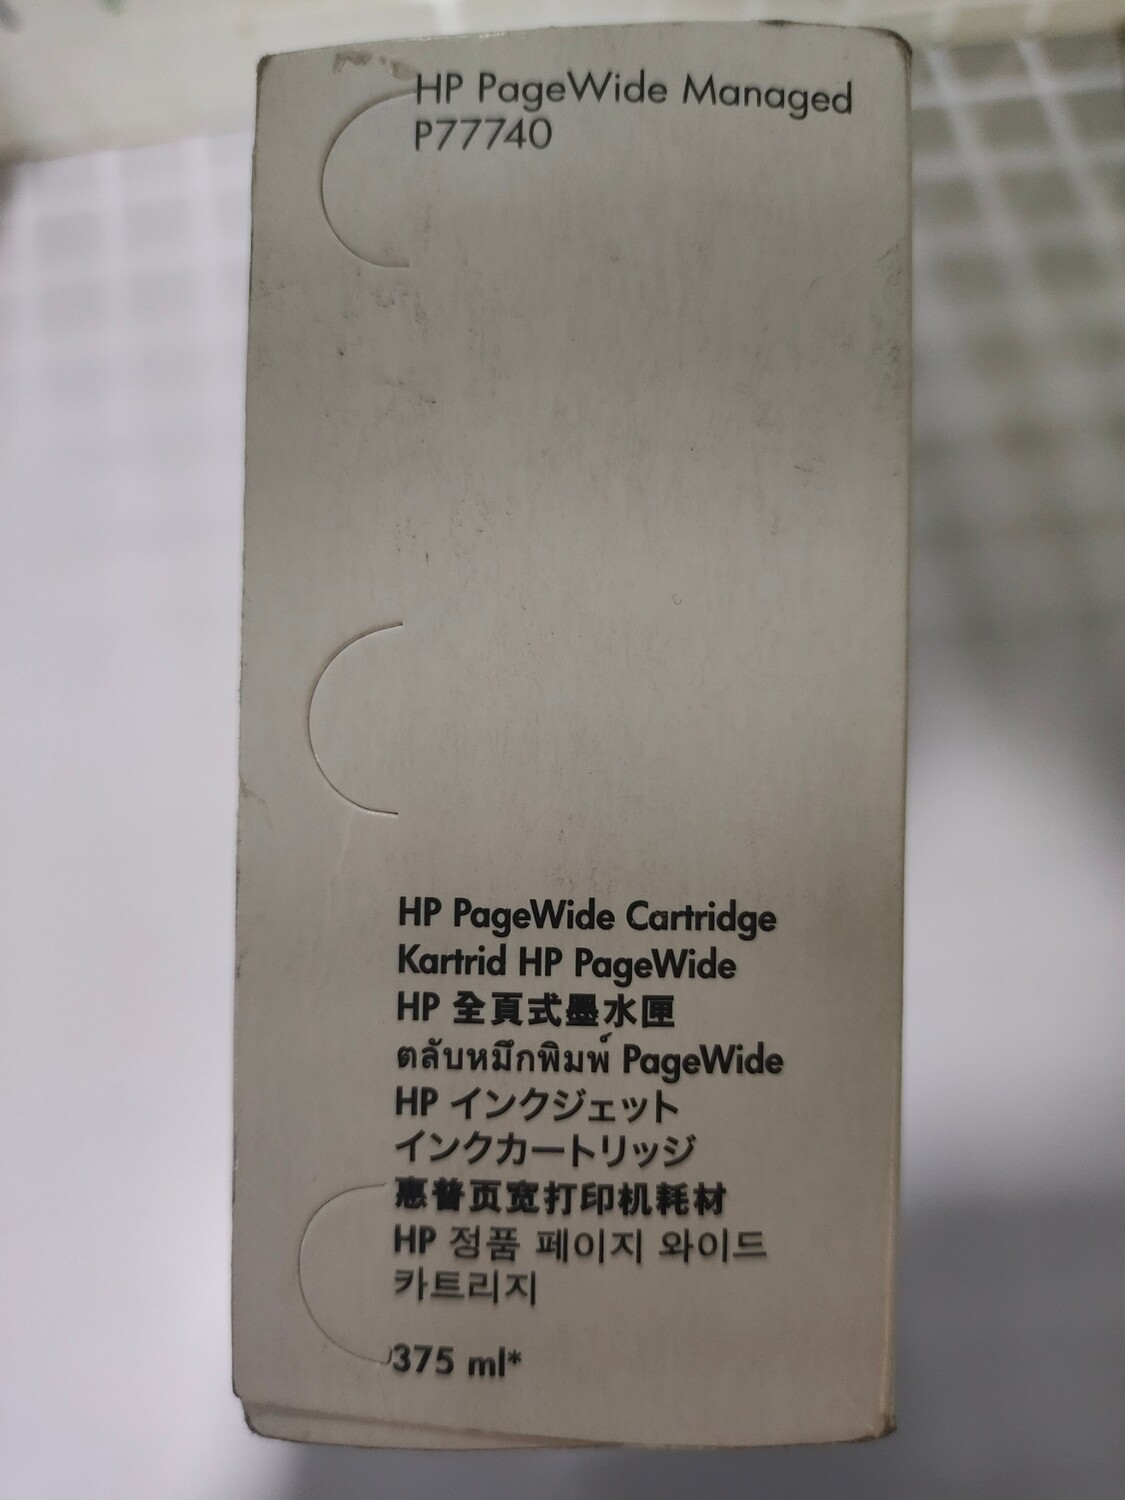 HP PageWide Managed
P77740
HP PageWide Cartridge
Kartrid HP PageWide
HP 全頁式墨水匣
ตลับหมึกพิมพ์ PageWide
HP インクジェット
インクカートリッジ
惠普页宽打印机耗材
HP 정품 페이지 와이드
카트리지
375 ml*